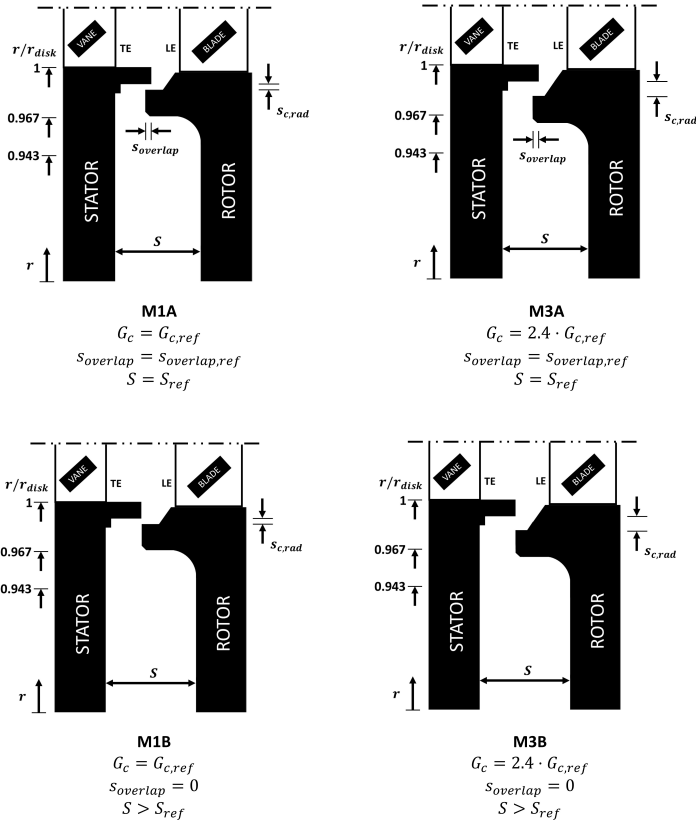 VANE
TE
LE
BLADE
r/r_disk
1
s_c,rad
0.967
s_overlap
0.943
STATOR
ROTOR
S
r
M1A
G_c = G_c,ref
s_overlap = s_overlap,ref
S = S_ref
VANE
TE
LE
BLADE
r/r_disk
1
s_c,rad
0.967
s_overlap
0.943
STATOR
ROTOR
S
r
M3A
G_c = 2.4 · G_c,ref
s_overlap = s_overlap,ref
S = S_ref
VANE
TE
LE
BLADE
r/r_disk
1
s_c,rad
0.967
0.943
STATOR
ROTOR
S
r
M1B
G_c = G_c,ref
s_overlap = 0
S > S_ref
VANE
TE
LE
BLADE
r/r_disk
1
s_c,rad
0.967
0.943
STATOR
ROTOR
S
r
M3B
G_c = 2.4 · G_c,ref
s_overlap = 0
S > S_ref